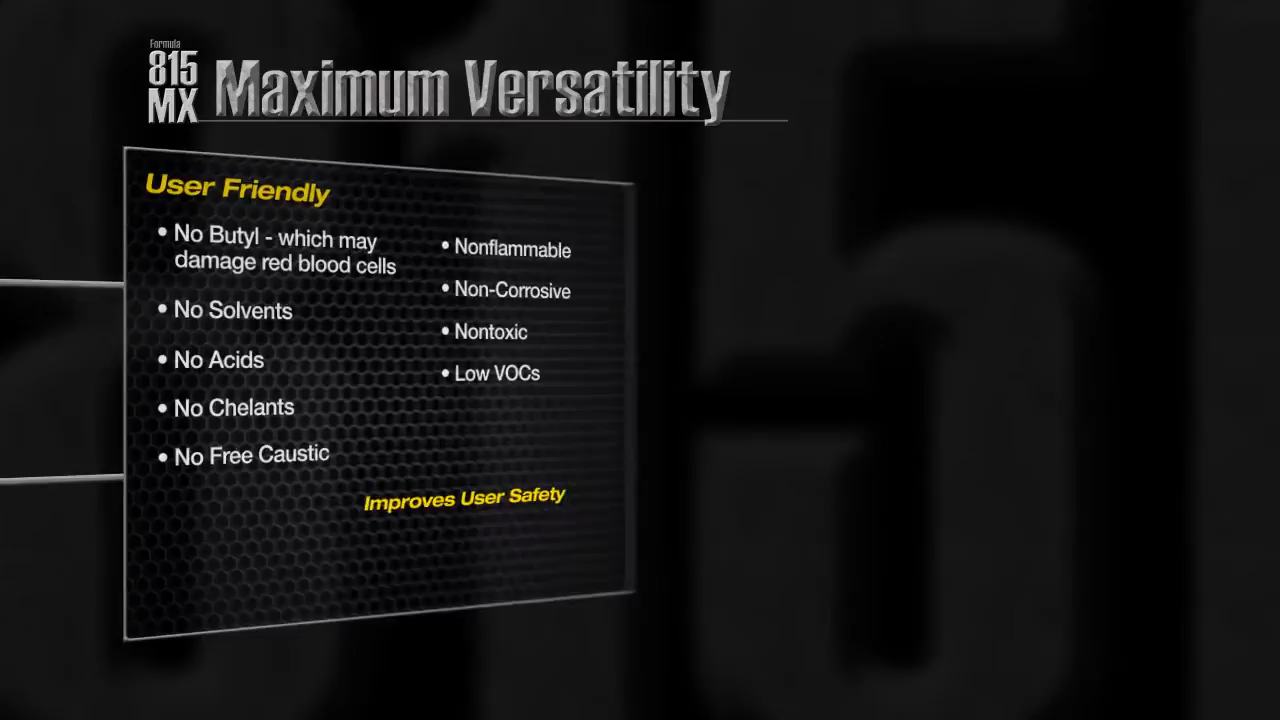 Formula
815
MX
Maximum Versatility
User Friendly
• No Butyl - which may
damage red blood cells
• No Solvents
• No Acids
• No Chelants
• No Free Caustic
• Nonflammable
• Non-Corrosive
• Nontoxic
• Low VOCs
Improves User Safety